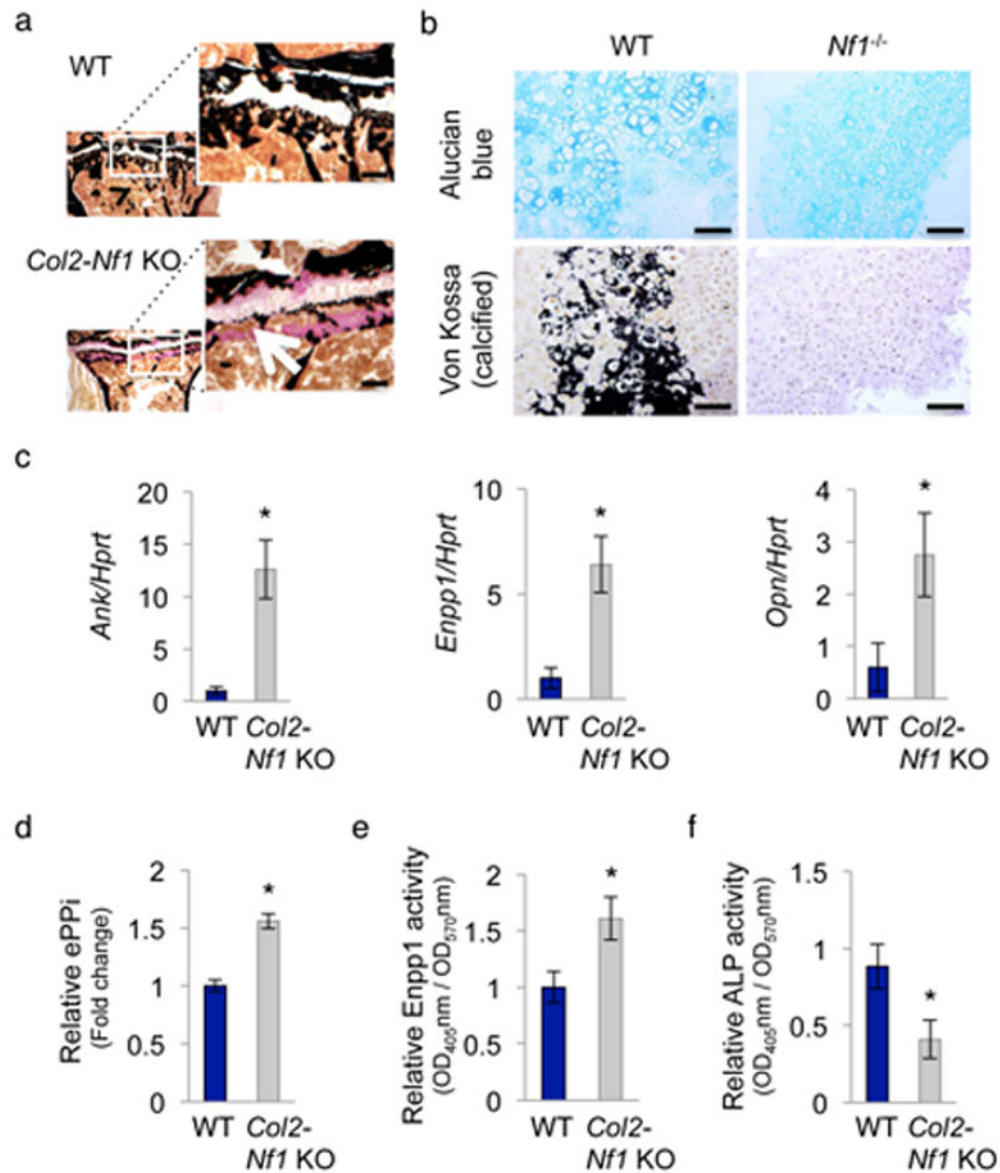 a
WT
Col2-Nf1 KO
b
WT
Nf1-/-
Alucian
blue
Von Kossa
(calcified)
c
Ank/Hprt
20
15
10
5
0
WT Col2-
Nf1 KO
Enpp1/Hprt
10
5
0
WT Col2-
Nf1 KO
Opn/Hprt
4
3
2
1
0
WT Col2-
Nf1 KO
*
*
*
d
Relative ePPi
(Fold change)
2
1.5
1
0.5
0
*
WT Col2-
Nf1 KO
e
Relative Enpp1 activity
(OD405nm / OD570nm)
2
1.5
1
0.5
0
*
WT Col2-
Nf1 KO
f
Relative ALP activity
(OD405nm / OD570nm)
1.5
1
0.5
0
*
WT Col2-
Nf1 KO